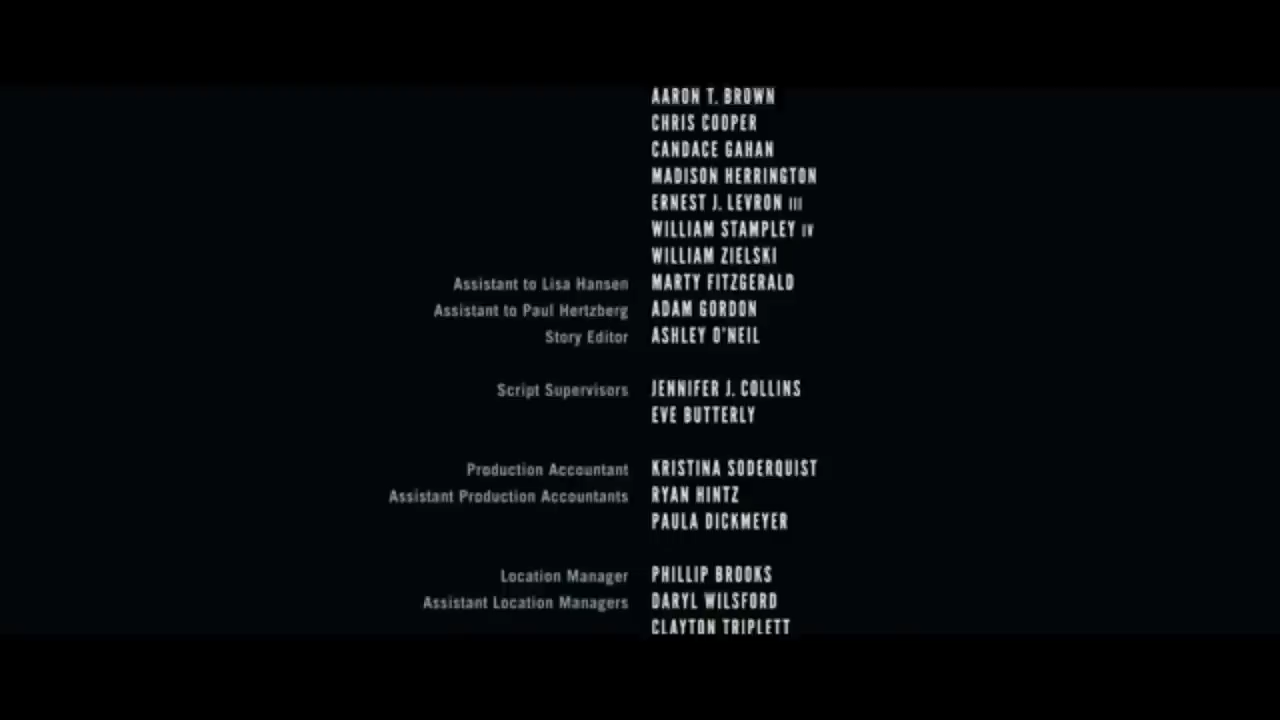 AARON T. BROWN
CHRIS COOPER
CANDACE GAHAN
MADISON HERRINGTON
ERNEST J. LEVRON III
WILLIAM STAMPLEY IV
WILLIAM ZIELSKI
Assistant to Lisa Hansen MARTY FITZGERALD
Assistant to Paul Hertzberg ADAM GORDON
Story Editor ASHLEY O'NEIL
Script Supervisors JENNIFER J. COLLINS
EVE BUTTERLY
Production Accountant KRISTINA SODERQUIST
Assistant Production Accountants RYAN HINTZ
PAULA DICKMEYER
Location Manager PHILLIP BROOKS
Assistant Location Managers DARYL WILSFORD
CLAYTON TRIPLETT